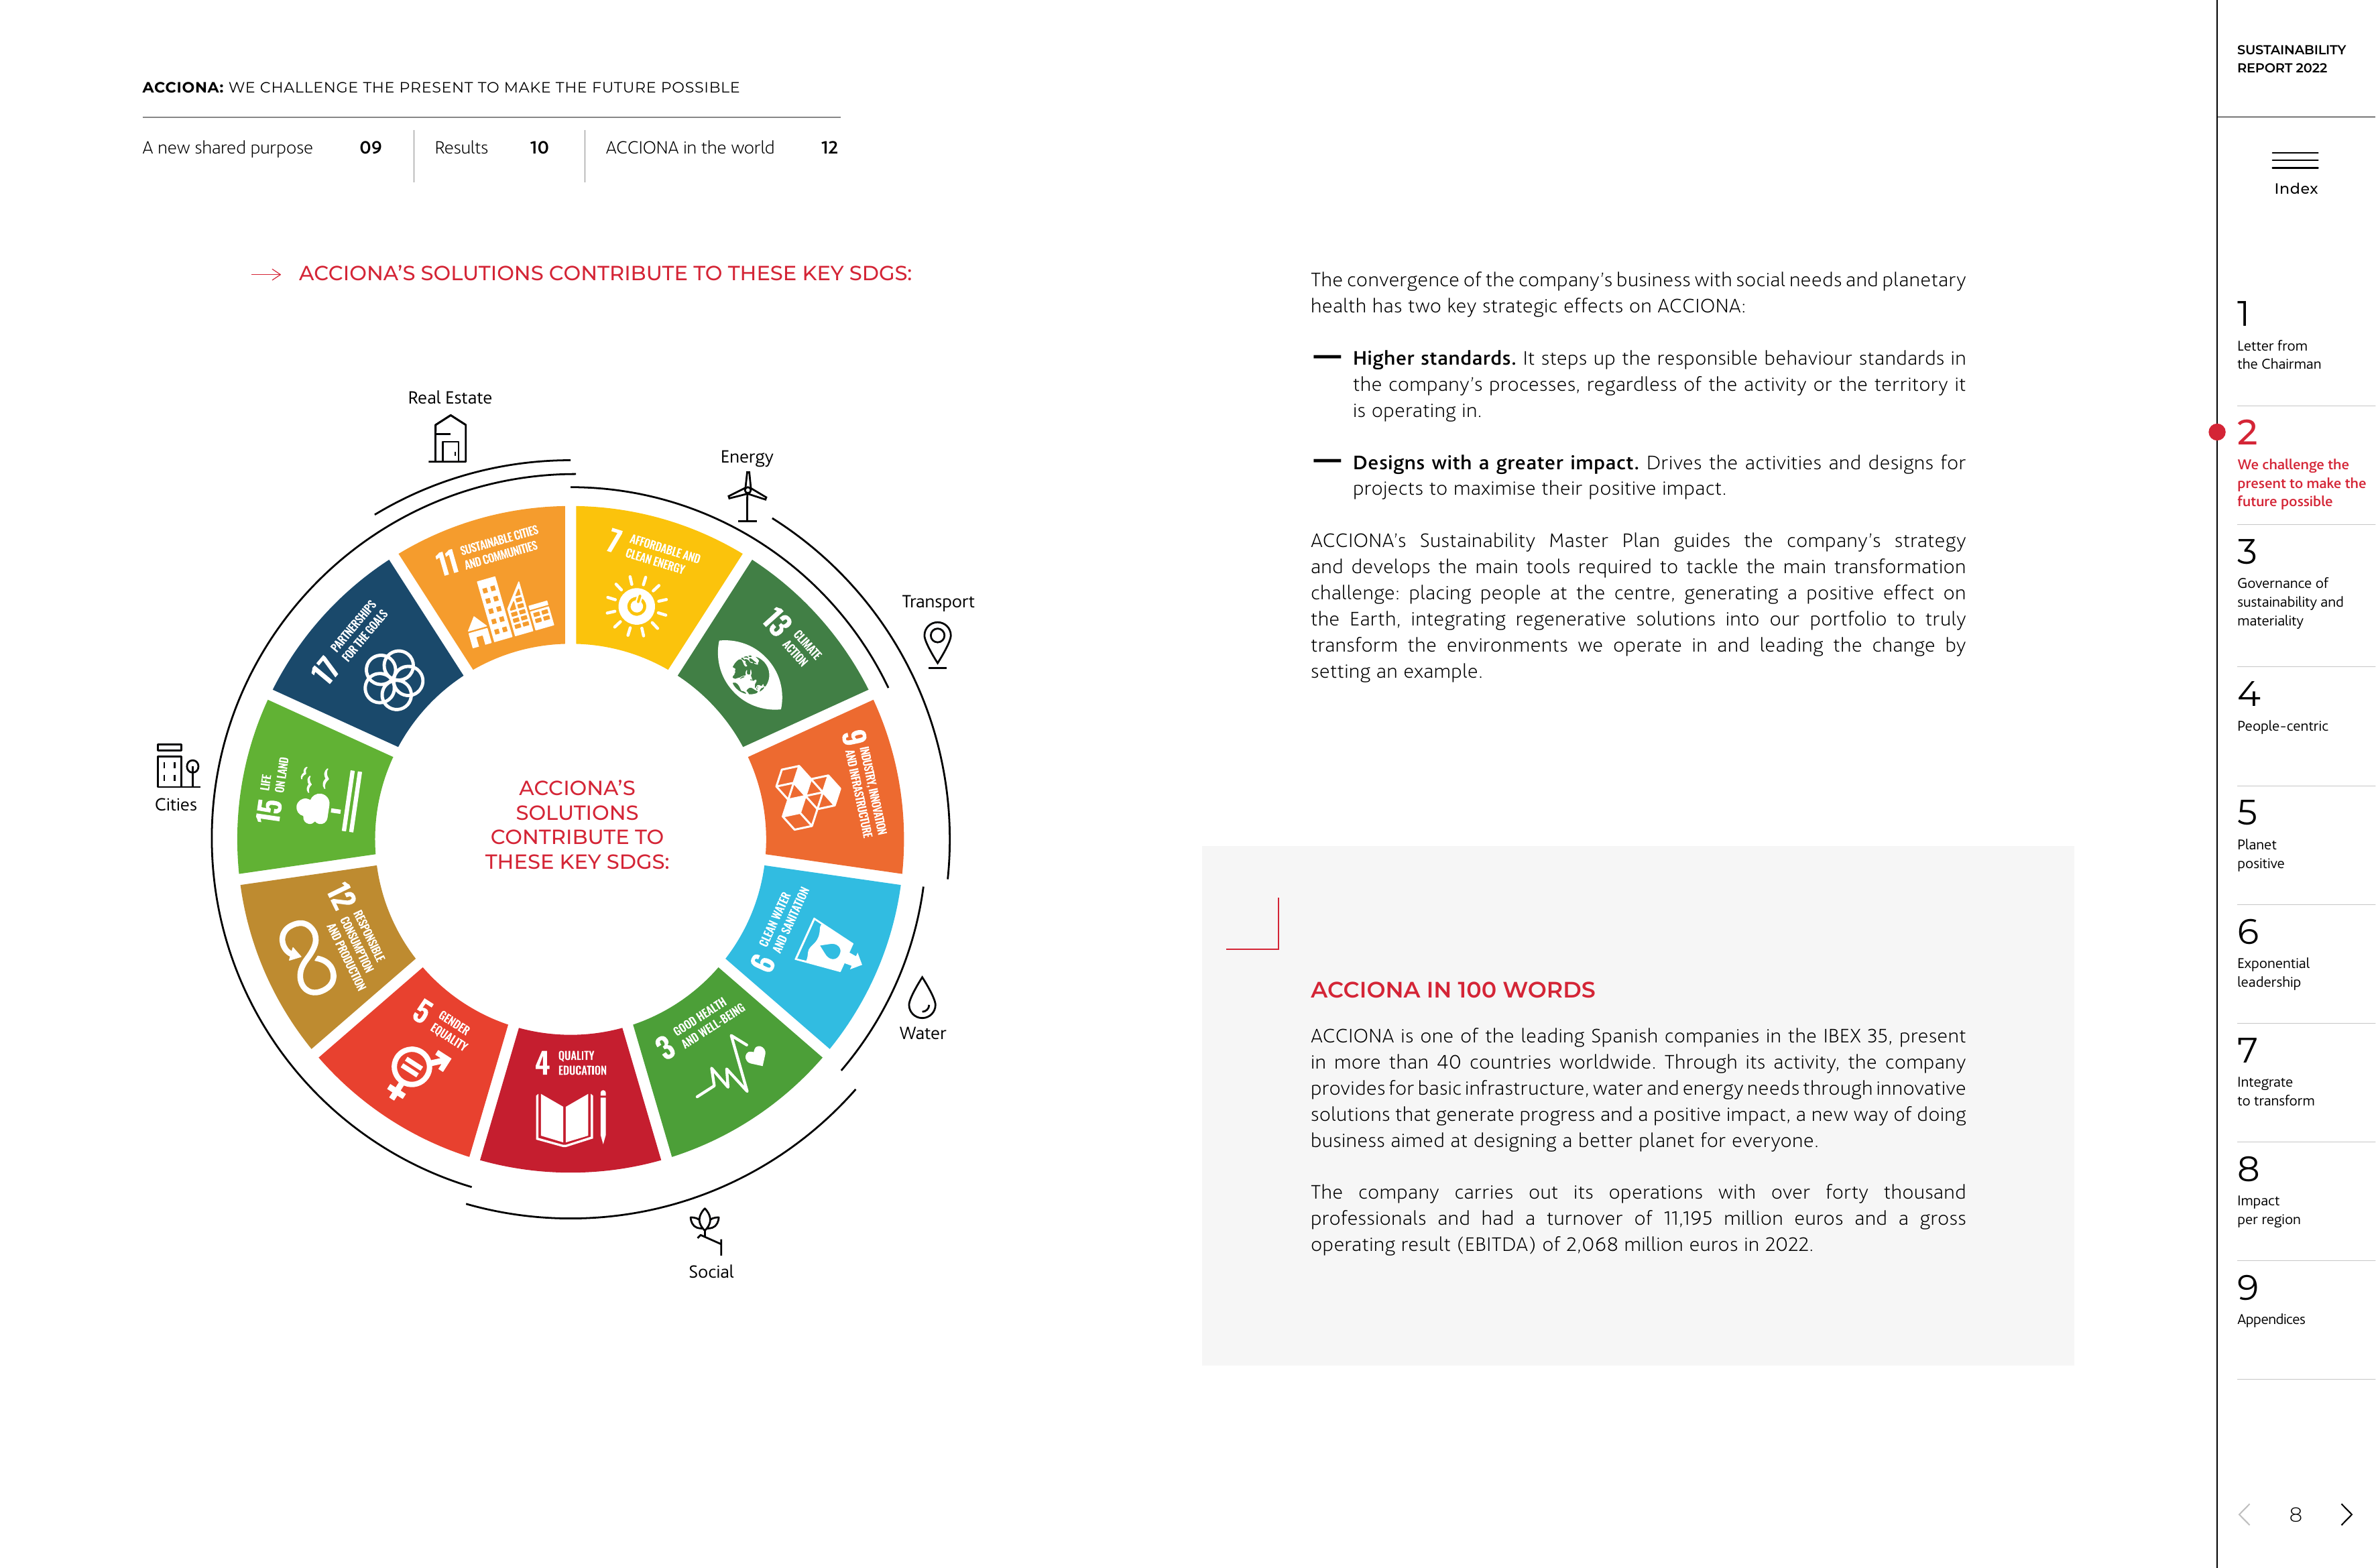 ACCIONA: WE CHALLENGE THE PRESENT TO MAKE THE FUTURE POSSIBLE
A new shared purpose 09
Results 10
ACCIONA in the world 12
ACCIONA'S SOLUTIONS CONTRIBUTE TO THESE KEY SDGS:
Real Estate
Energy
Transport
Water
Social
Cities
11 SUSTAINABLE CITIES
AND COMMUNITIES
7 AFFORDABLE AND
CLEAN ENERGY
13 CLIMATE
ACTION
9 INDUSTRY, INNOVATION
AND INFRASTRUCTURE
6 CLEAN WATER
AND SANITATION
3 GOOD HEALTH
AND WELL-BEING
4 QUALITY
EDUCATION
5 GENDER
EQUALITY
12 RESPONSIBLE
CONSUMPTION
AND PRODUCTION
15 LIFE
ON LAND
17 PARTNERSHIPS
FOR THE GOALS
ACCIONA'S
SOLUTIONS
CONTRIBUTE TO
THESE KEY SDGS:
The convergence of the company's business with social needs and planetary
health has two key strategic effects on ACCIONA:
— Higher standards. It steps up the responsible behaviour standards in
the company's processes, regardless of the activity or the territory it
is operating in.
— Designs with a greater impact. Drives the activities and designs for
projects to maximise their positive impact.
ACCIONA's Sustainability Master Plan guides the company's strategy
and develops the main tools required to tackle the main transformation
challenge: placing people at the centre, generating a positive effect on
the Earth, integrating regenerative solutions into our portfolio to truly
transform the environments we operate in and leading the change by
setting an example.
ACCIONA IN 100 WORDS
ACCIONA is one of the leading Spanish companies in the IBEX 35, present
in more than 40 countries worldwide. Through its activity, the company
provides for basic infrastructure, water and energy needs through innovative
solutions that generate progress and a positive impact, a new way of doing
business aimed at designing a better planet for everyone.
The company carries out its operations with over forty thousand
professionals and had a turnover of 11,195 million euros and a gross
operating result (EBITDA) of 2,068 million euros in 2022.
SUSTAINABILITY
REPORT 2022
Index
1
Letter from
the Chairman
2
We challenge the
present to make the
future possible
3
Governance of
sustainability and
materiality
4
People-centric
5
Planet
positive
6
Exponential
leadership
7
Integrate
to transform
8
Impact
per region
9
Appendices
8